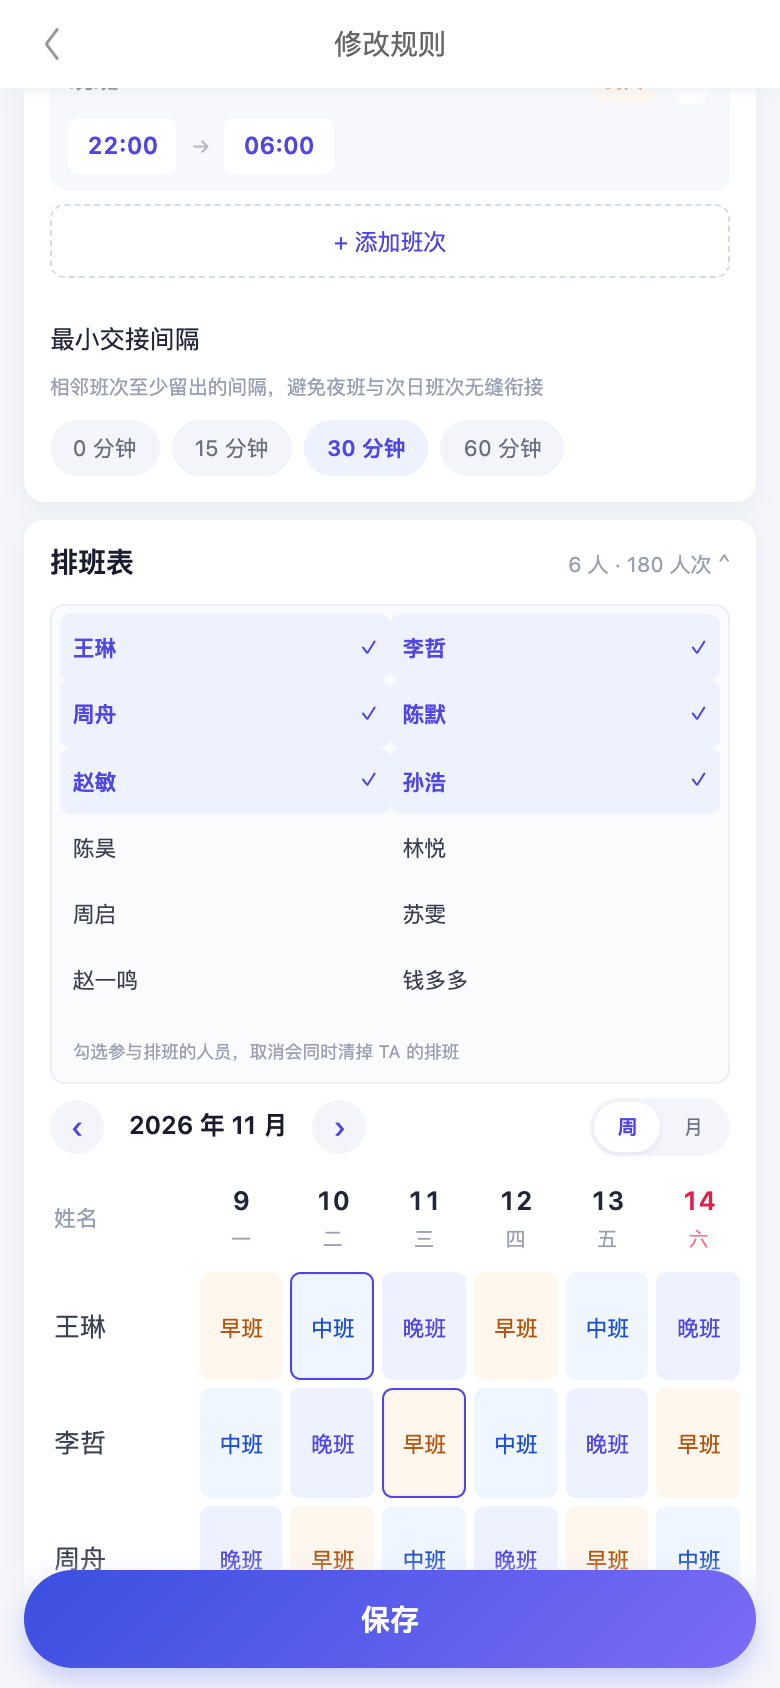 修改规则
22:00 → 06:00
+ 添加班次
最小交接间隔
相邻班次至少留出的间隔，避免夜班与次日班次无缝衔接
0 分钟 15 分钟 30 分钟 60 分钟
排班表 6 人 · 180 人次 ^
王琳 ✓ 李哲 ✓
周舟 ✓ 陈默 ✓
赵敏 ✓ 孙浩 ✓
陈昊 林悦
周启 苏雯
赵一鸣 钱多多
勾选参与排班的人员，取消会同时清掉 TA 的排班
‹ 2026 年 11 月 › 周 月
姓名 9 10 11 12 13 14
一 二 三 四 五 六
王琳 早班 中班 晚班 早班 中班 晚班
李哲 中班 晚班 早班 中班 晚班 早班
周舟 晚班 早班 中班 晚班 早班 中班
保存